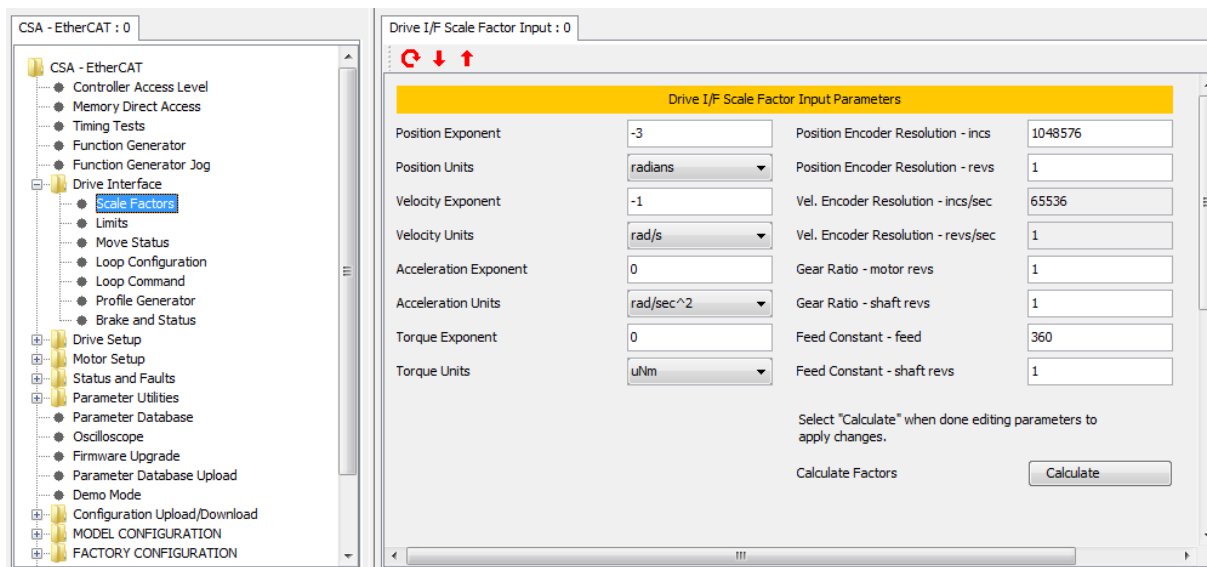 CSA - EtherCAT : 0
CSA - EtherCAT
Controller Access Level
Memory Direct Access
Timing Tests
Function Generator
Function Generator Jog
Drive Interface
Scale Factors
Limits
Move Status
Loop Configuration
Loop Command
Profile Generator
Brake and Status
Drive Setup
Motor Setup
Status and Faults
Parameter Utilities
Parameter Database
Oscilloscope
Firmware Upgrade
Parameter Database Upload
Demo Mode
Configuration Upload/Download
MODEL CONFIGURATION
FACTORY CONFIGURATION
Drive I/F Scale Factor Input : 0
Drive I/F Scale Factor Input Parameters
Position Exponent -3 Position Encoder Resolution - incs 1048576
Position Units radians Position Encoder Resolution - revs 1
Velocity Exponent -1 Vel. Encoder Resolution - incs/sec 65536
Velocity Units rad/s Vel. Encoder Resolution - revs/sec 1
Acceleration Exponent 0 Gear Ratio - motor revs 1
Acceleration Units rad/sec^2 Gear Ratio - shaft revs 1
Torque Exponent 0 Feed Constant - feed 360
Torque Units uNm Feed Constant - shaft revs 1
Select "Calculate" when done editing parameters to
apply changes.
Calculate Factors Calculate